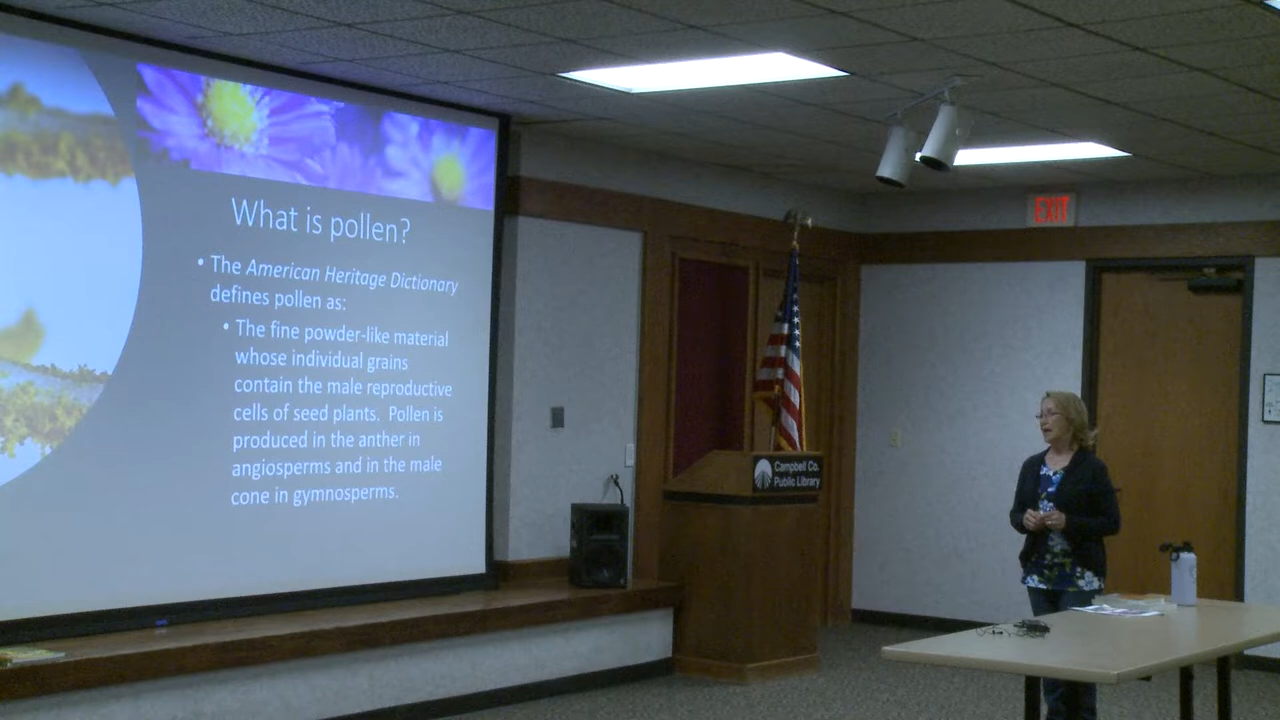 What is pollen?
• The American Heritage Dictionary
defines pollen as:
• The fine powder-like material
whose individual grains
contain the male reproductive
cells of seed plants. Pollen is
produced in the anther in
angiosperms and in the male
cone in gymnosperms.
EXIT
Campbell Co.
Public Library